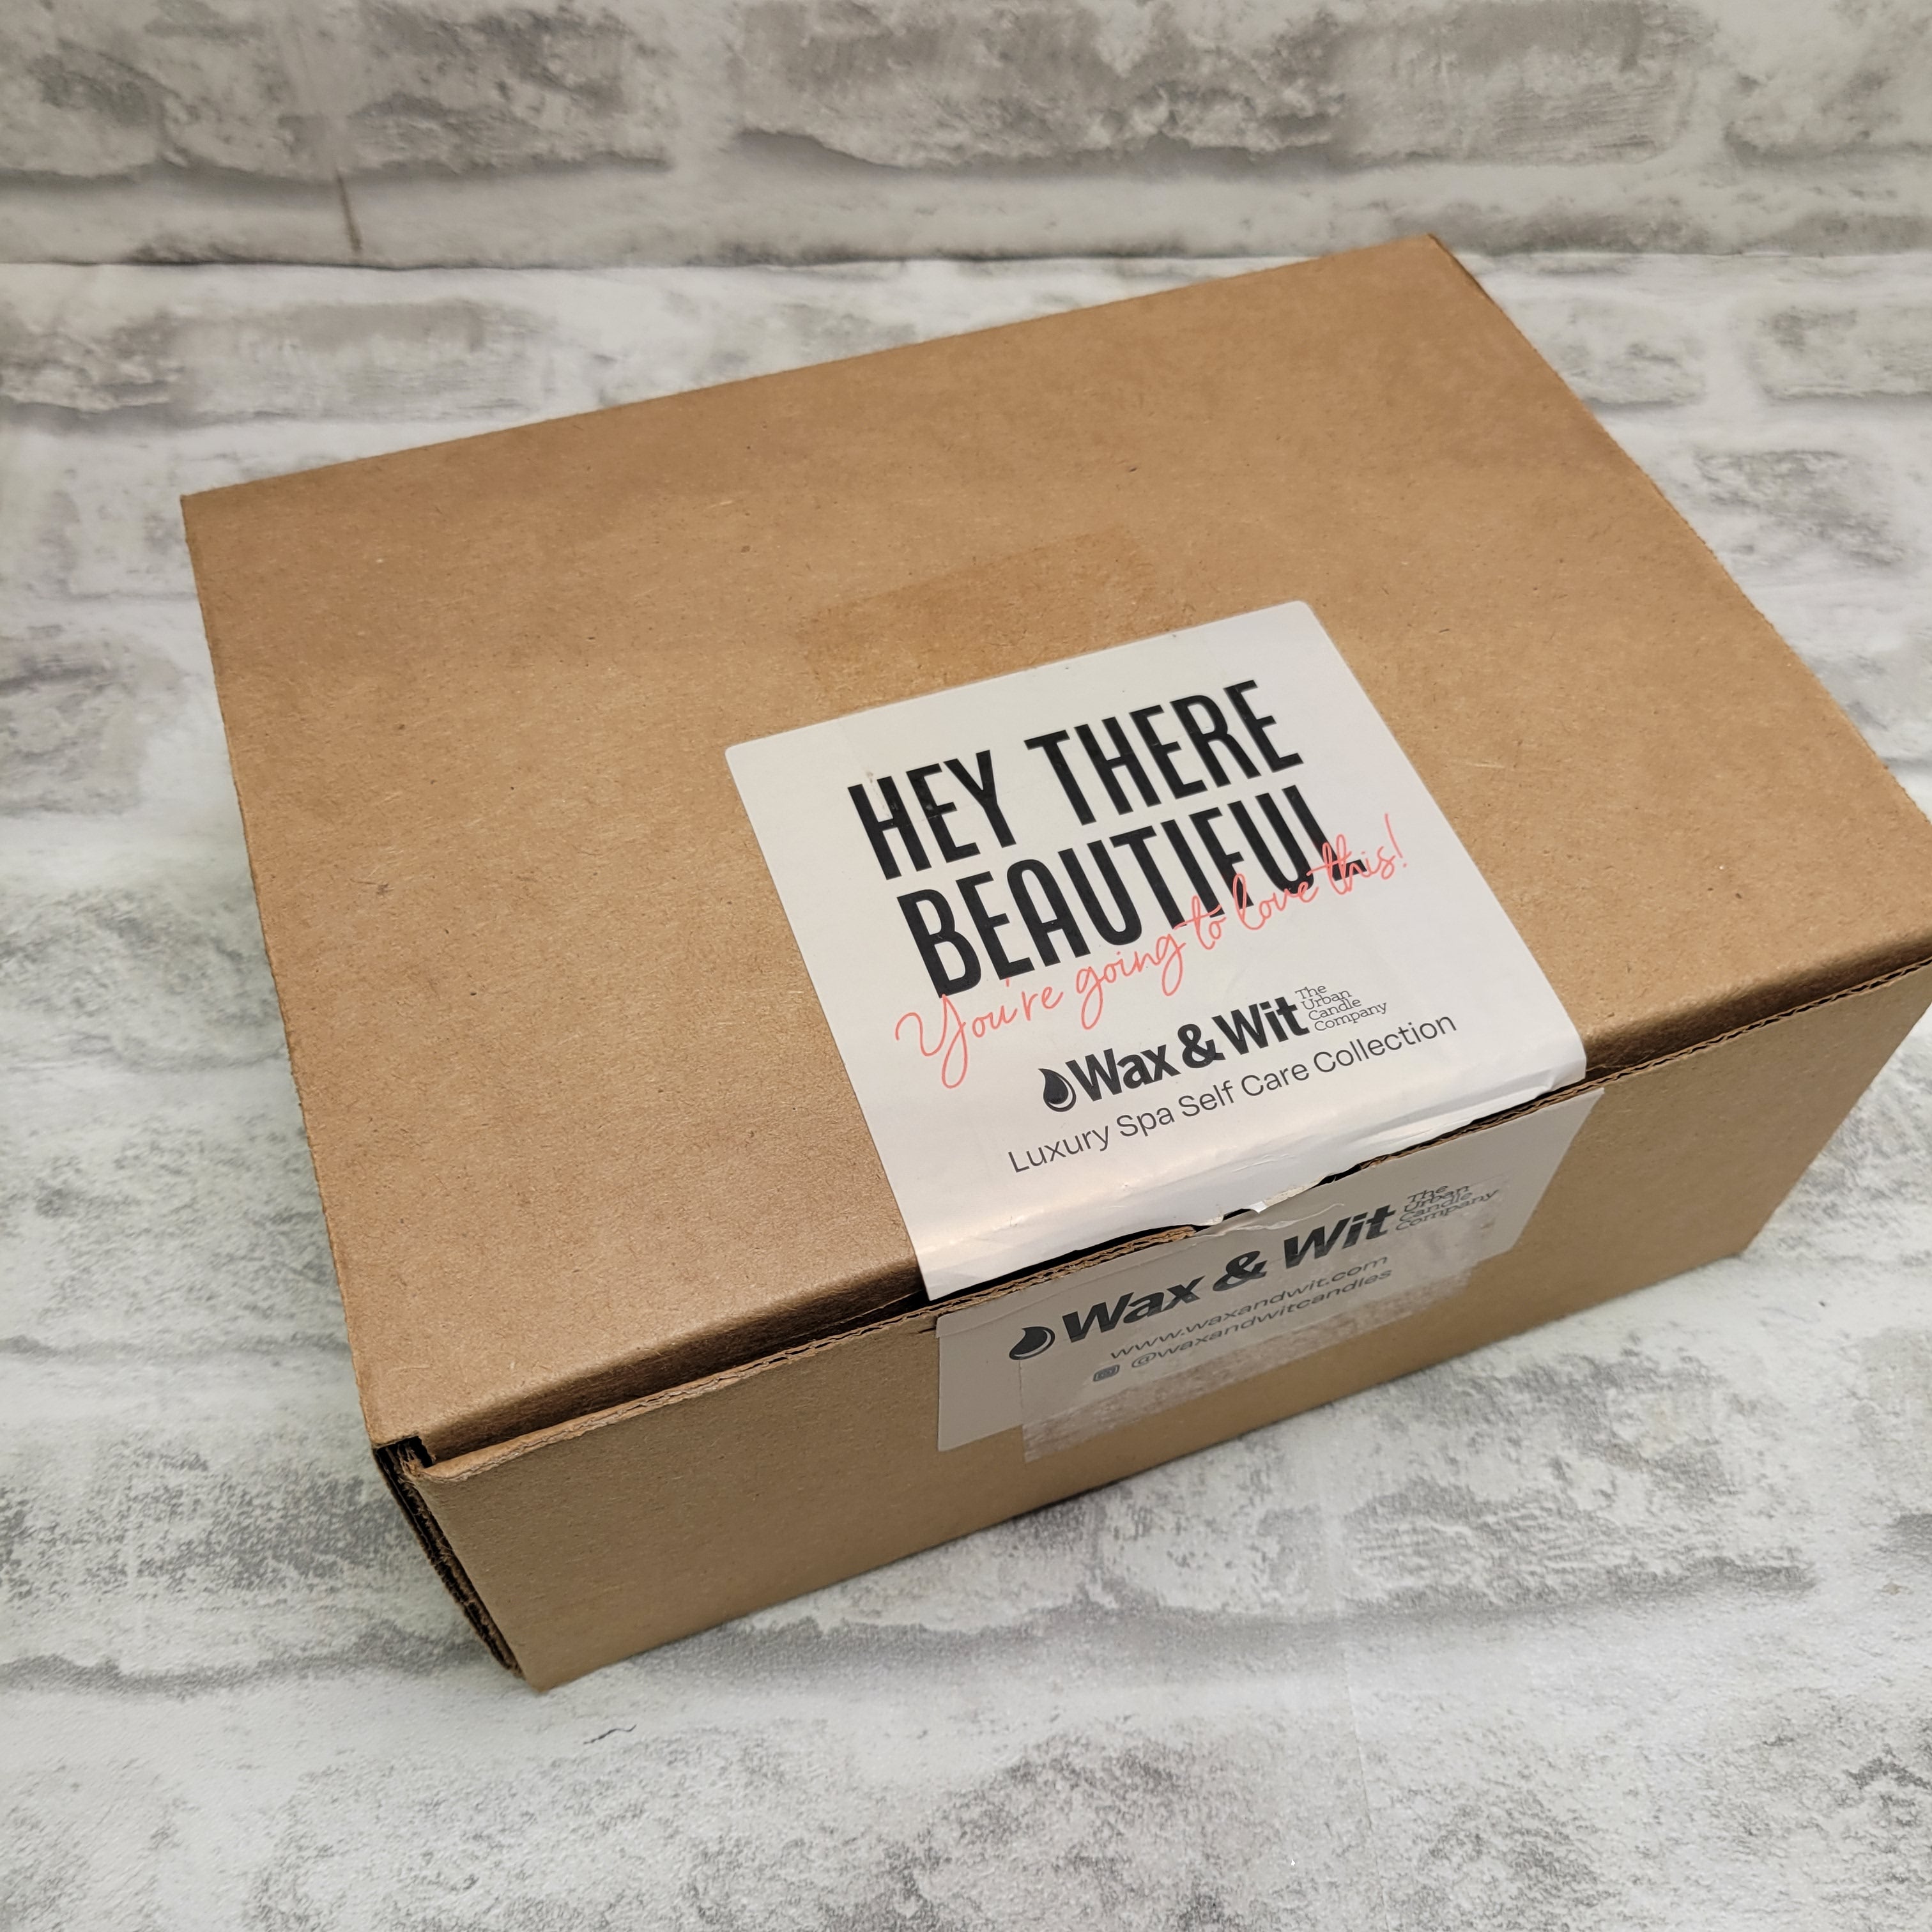 HEY THERE
BEAUTIFUL
You're going to love this!
Wax & Wit
The
Urban
Candle
Company
Luxury Spa Self Care Collection
Wax & Wit
The
Urban
Candle
Company
www.waxandwit.com
@waxandwitcandles